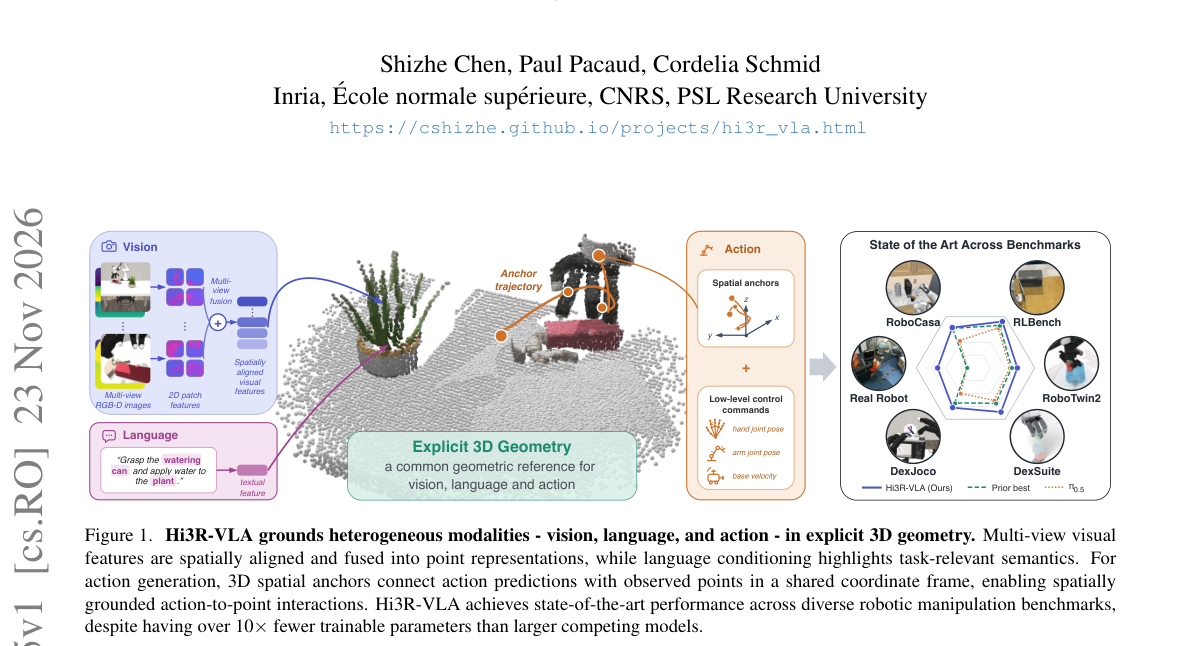 Shizhe Chen, Paul Pacaud, Cordelia Schmid
Inria, École normale supérieure, CNRS, PSL Research University
https://cshizhe.github.io/projects/hi3r_vla.html
[cs.RO] 23 Nov 2026
Vision
Multi-
view
fusion
+
Multi-view
RGB-D images
2D patch
features
Spatially
aligned
visual
features
Language
"Grasp the watering
can and apply water to
the plant ."
textual
feature
Anchor
trajectory
Explicit 3D Geometry
a common geometric reference for
vision, language and action
Action
Spatial anchors
z
x
y
+
Low-level control
commands
hand joint pose
arm joint pose
base velocity
State of the Art Across Benchmarks
RoboCasa
RLBench
Real Robot
RoboTwin2
DexJoco
DexSuite
Hi3R-VLA (Ours)
Prior best
π0.5
Figure 1. Hi3R-VLA grounds heterogeneous modalities - vision, language, and action - in explicit 3D geometry. Multi-view visual
features are spatially aligned and fused into point representations, while language conditioning highlights task-relevant semantics. For
action generation, 3D spatial anchors connect action predictions with observed points in a shared coordinate frame, enabling spatially
grounded action-to-point interactions. Hi3R-VLA achieves state-of-the-art performance across diverse robotic manipulation benchmarks,
despite having over 10× fewer trainable parameters than larger competing models.